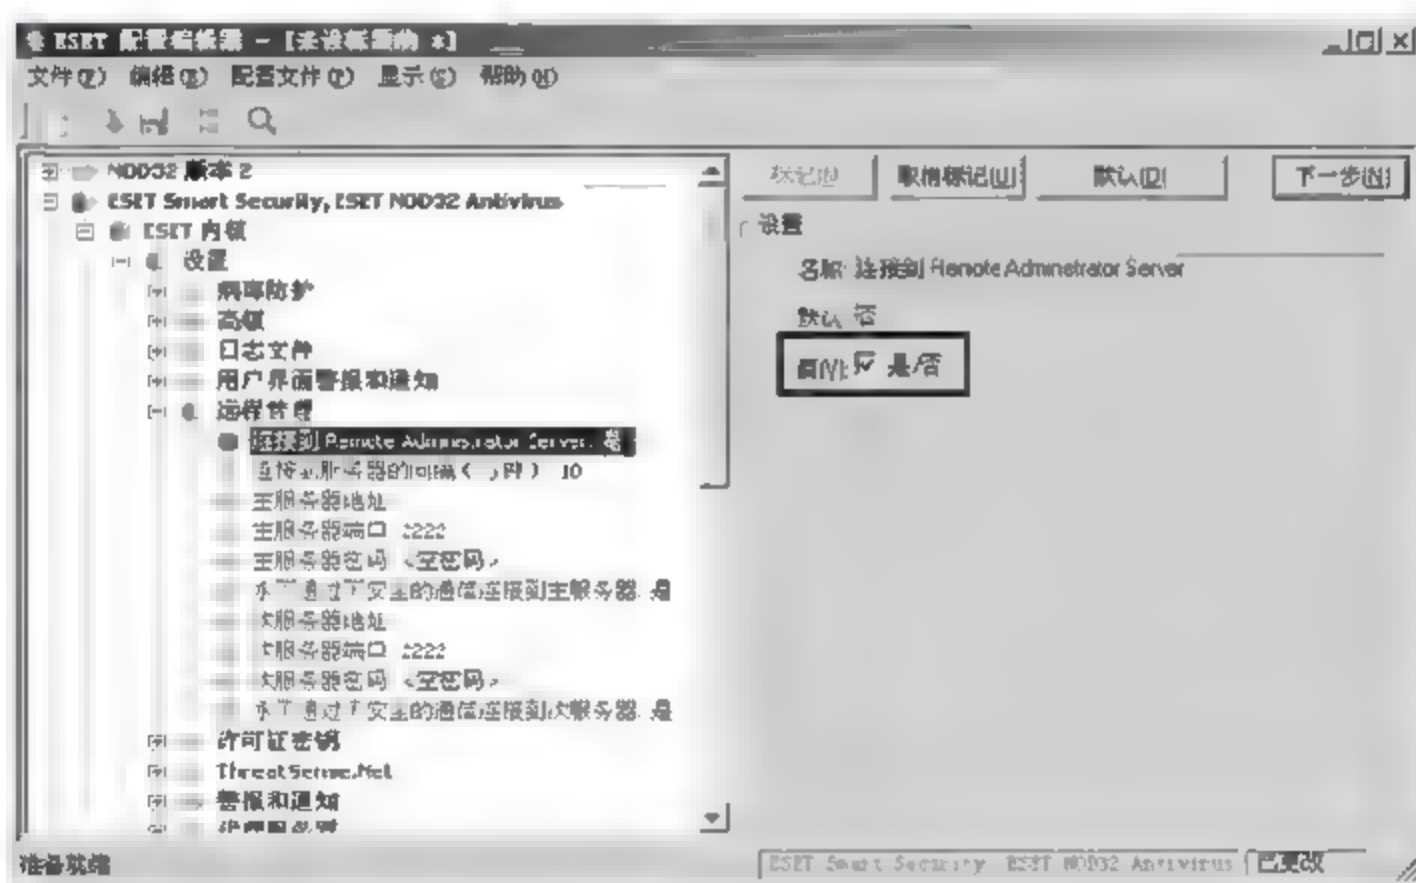 ESET 配置编辑器 - [未设标题的 *]
文件(F) 编辑(E) 配置文件(P) 显示(S) 帮助(H)
NOD32 版本 2
ESET Smart Security, ESET NOD32 Antivirus
ESET 内核
设置
病毒防护
高级
日志文件
用户界面警报和通知
远程管理
连接到 Remote Administrator Server: 是
连接到服务器的间隔(分钟) 10
主服务器地址
主服务器端口 2222
主服务器密码 <空密码>
通过不安全的通信连接到主服务器: 是
次服务器地址
次服务器端口 2222
次服务器密码 <空密码>
通过不安全的通信连接到次服务器: 是
许可证密钥
ThreatSense.Net
警报和通知
标记(M) 取消标记(U) 默认(D) 下一步(N)
设置
名称: 连接到 Remote Administrator Server
默认: 否
值(V): 是/否
准备就绪
ESET Smart Security, ESET NOD32 Antivirus 已更改